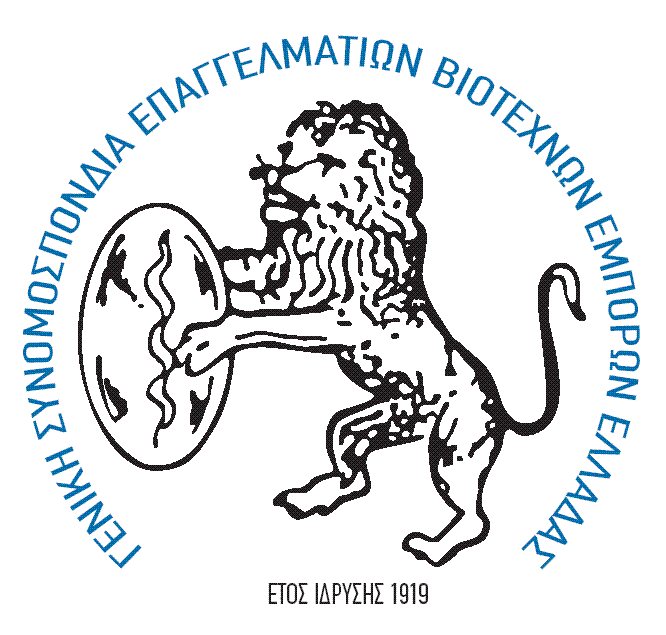 ΓΕΝΙΚΗ ΣΥΝΟΜΟΣΠΟΝΔΙΑ ΕΠΑΓΓΕΛΜΑΤΙΩΝ ΒΙΟΤΕΧΝΩΝ ΕΜΠΟΡΩΝ ΕΛΛΑΔΑΣ
ΕΤΟΣ ΙΔΡΥΣΗΣ 1919